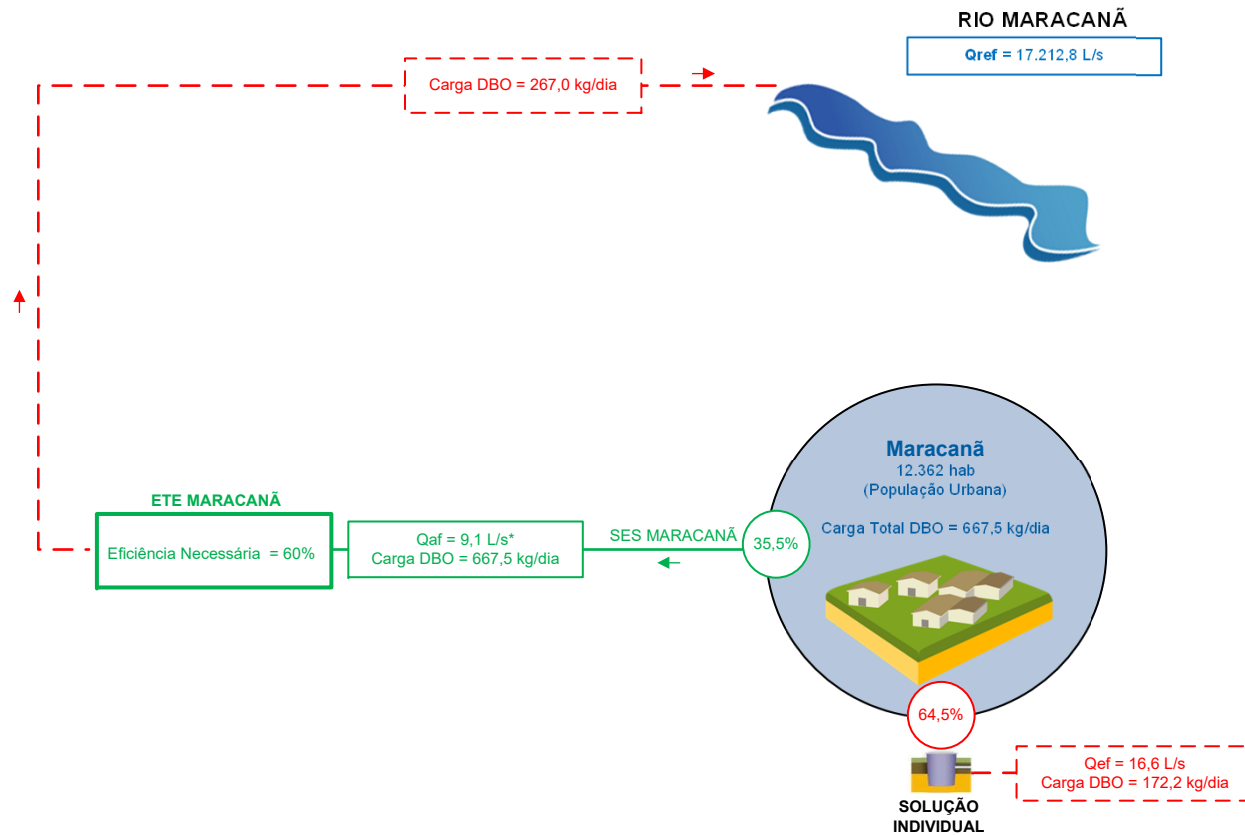 RIO MARACANÃ
Qref = 17.212,8 L/s
Carga DBO = 267,0 kg/dia
Maracanã
12.362 hab
(População Urbana)
Carga Total DBO = 667,5 kg/dia
ETE MARACANÃ
Eficiência Necessária = 60%
Qaf = 9,1 L/s*
Carga DBO = 667,5 kg/dia
SES MARACANÃ
35,5%
64,5%
Qef = 16,6 L/s
Carga DBO = 172,2 kg/dia
SOLUÇÃO
INDIVIDUAL